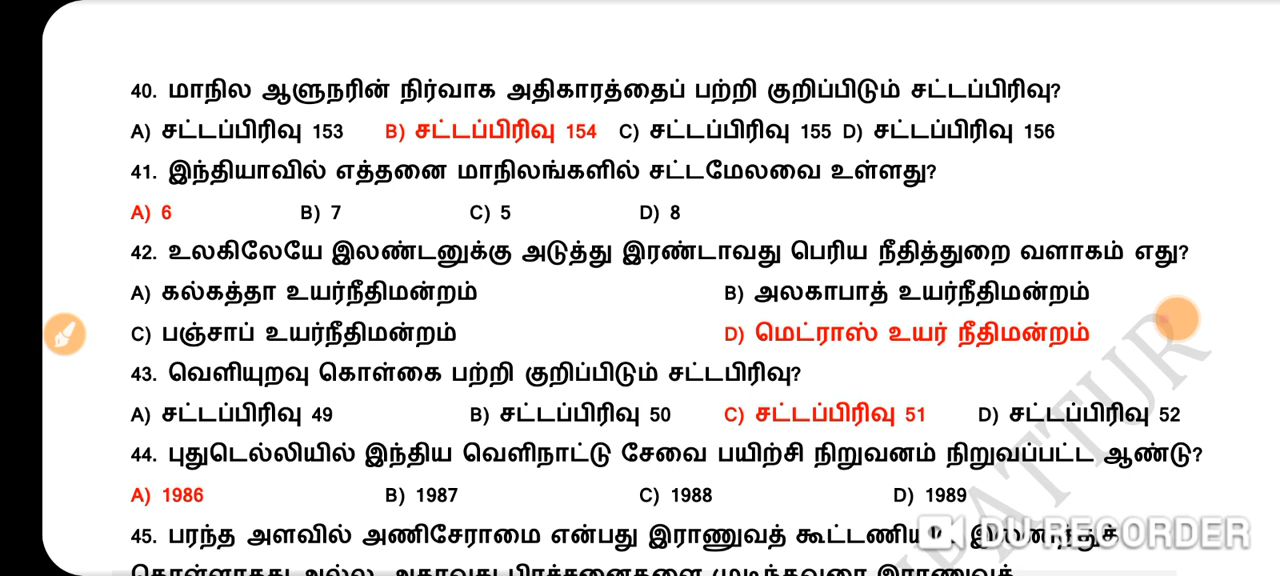 40. மாநில ஆளுநரின் நிர்வாக அதிகாரத்தைப் பற்றி குறிப்பிடும் சட்டப்பிரிவு?
A) சட்டப்பிரிவு 153 B) சட்டப்பிரிவு 154 C) சட்டப்பிரிவு 155 D) சட்டப்பிரிவு 156
41. இந்தியாவில் எத்தனை மாநிலங்களில் சட்டமேலவை உள்ளது?
A) 6 B) 7 C) 5 D) 8
42. உலகிலேயே இலண்டனுக்கு அடுத்து இரண்டாவது பெரிய நீதித்துறை வளாகம் எது?
A) கல்கத்தா உயர்நீதிமன்றம் B) அலகாபாத் உயர்நீதிமன்றம்
C) பஞ்சாப் உயர்நீதிமன்றம் D) மெட்ராஸ் உயர் நீதிமன்றம்
43. வெளியுறவு கொள்கை பற்றி குறிப்பிடும் சட்டபிரிவு?
A) சட்டப்பிரிவு 49 B) சட்டப்பிரிவு 50 C) சட்டப்பிரிவு 51 D) சட்டப்பிரிவு 52
44. புதுடெல்லியில் இந்திய வெளிநாட்டு சேவை பயிற்சி நிறுவனம் நிறுவப்பட்ட ஆண்டு?
A) 1986 B) 1987 C) 1988 D) 1989
45. பரந்த அளவில் அணிசேராமை என்பது இராணுவத்
DU RECORDER